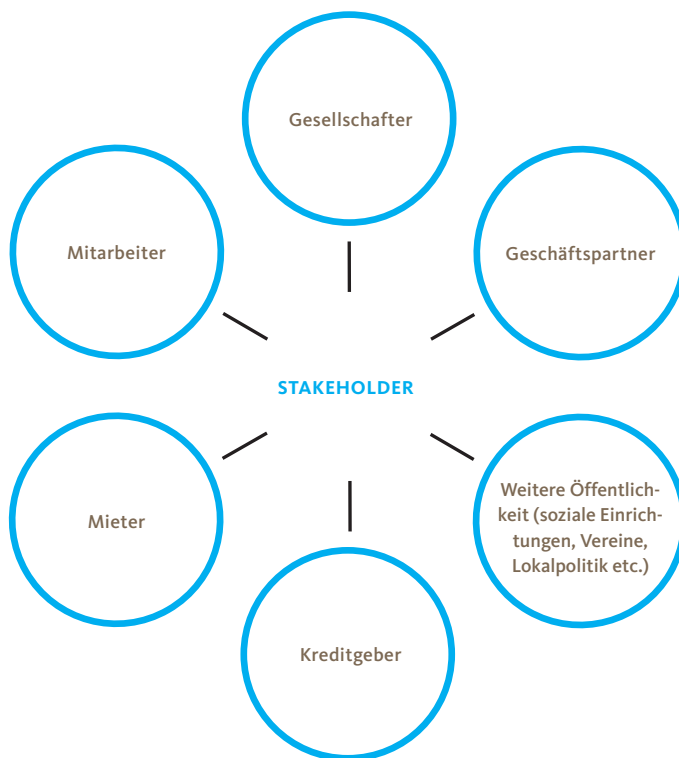 Gesellschafter
Mitarbeiter
Geschäftspartner
STAKEHOLDER
Mieter
Weitere Öffentlich-
keit (soziale Einrich-
tungen, Vereine,
Lokalpolitik etc.)
Kreditgeber